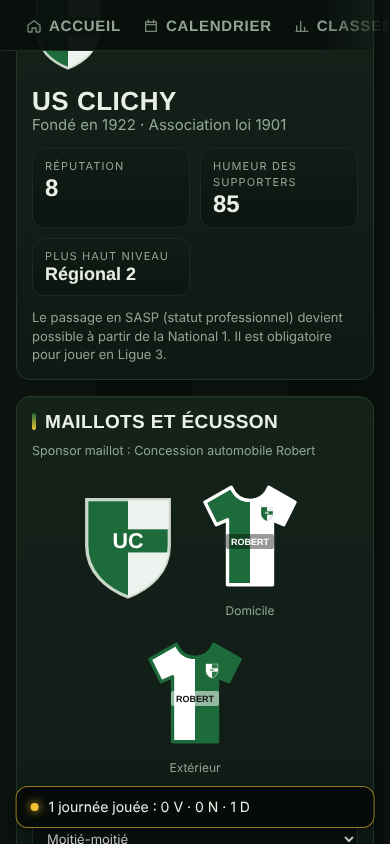 ACCUEIL CALENDRIER CLASSE
US CLICHY
Fondé en 1922 · Association loi 1901
RÉPUTATION
8
HUMEUR DES
SUPPORTERS
85
PLUS HAUT NIVEAU
Régional 2
Le passage en SASP (statut professionnel) devient
possible à partir de la National 1. Il est obligatoire
pour jouer en Ligue 3.
MAILLOTS ET ÉCUSSON
Sponsor maillot : Concession automobile Robert
UC
ROBERT
Domicile
ROBERT
Extérieur
1 journée jouée : 0 V · 0 N · 1 D
Moitié-moitié